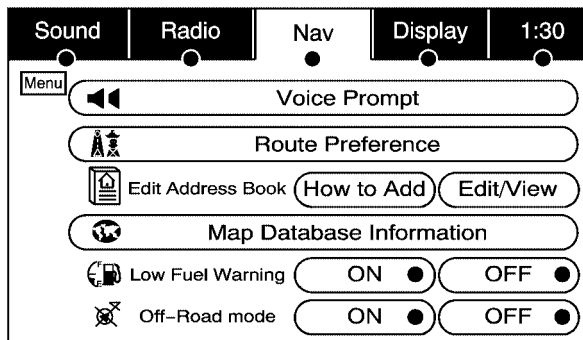 Sound Radio Nav Display 1:30
Menu
Voice Prompt
Route Preference
Edit Address Book How to Add Edit/View
Map Database Information
F E Low Fuel Warning ON OFF
Off-Road mode ON OFF